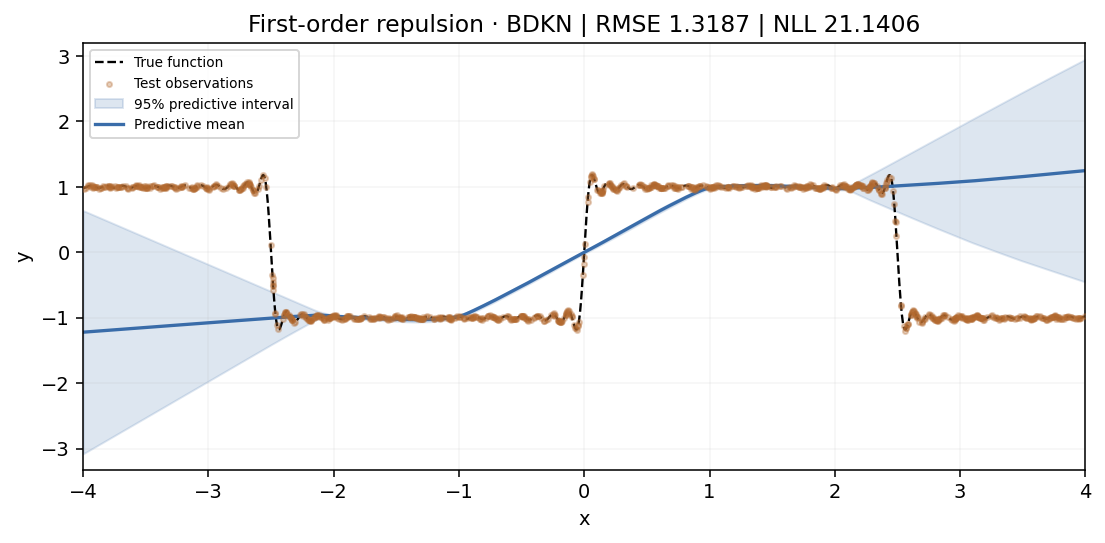 First-order repulsion · BDKN | RMSE 1.3187 | NLL 21.1406
True function
Test observations
95% predictive interval
Predictive mean
3
2
1
0
−1
−2
−3
y
−4
−3
−2
−1
0
1
2
3
4
x